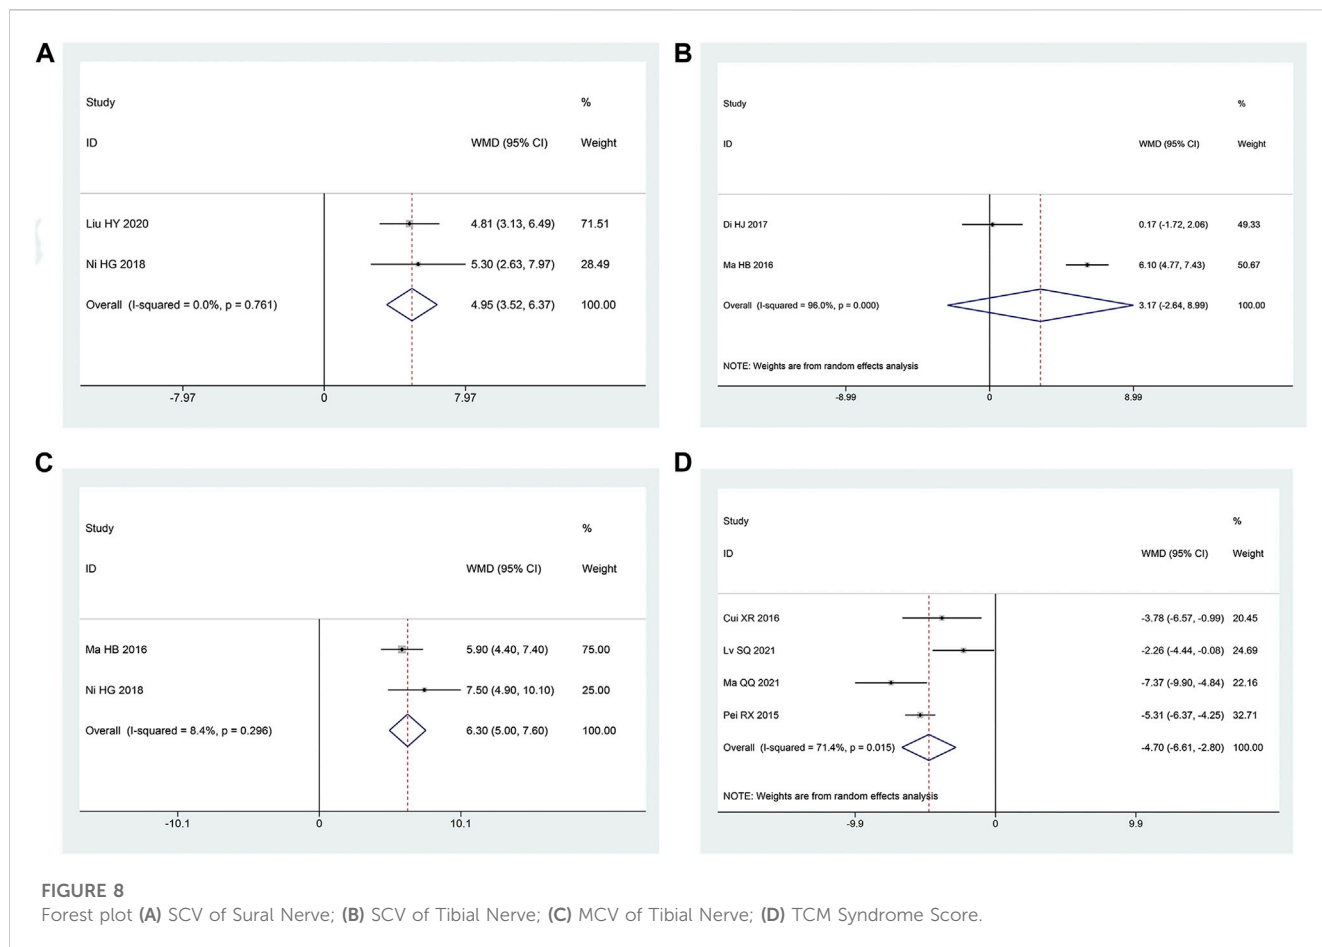 A
Study %
ID WMD (95% CI) Weight
Liu HY 2020 4.81 (3.13, 6.49) 71.51
Ni HG 2018 5.30 (2.63, 7.97) 28.49
Overall (I-squared = 0.0%, p = 0.761) 4.95 (3.52, 6.37) 100.00
-7.97 0 7.97
B
Study %
ID WMD (95% CI) Weight
Di HJ 2017 0.17 (-1.72, 2.06) 49.33
Ma HB 2016 6.10 (4.77, 7.43) 50.67
Overall (I-squared = 96.0%, p = 0.000) 3.17 (-2.64, 8.99) 100.00
NOTE: Weights are from random effects analysis
-8.99 0 8.99
C
Study %
ID WMD (95% CI) Weight
Ma HB 2016 5.90 (4.40, 7.40) 75.00
Ni HG 2018 7.50 (4.90, 10.10) 25.00
Overall (I-squared = 8.4%, p = 0.296) 6.30 (5.00, 7.60) 100.00
-10.1 0 10.1
D
Study %
ID WMD (95% CI) Weight
Cui XR 2016 -3.78 (-6.57, -0.99) 20.45
Lv SQ 2021 -2.26 (-4.44, -0.08) 24.69
Ma QQ 2021 -7.37 (-9.90, -4.84) 22.16
Pei RX 2015 -5.31 (-6.37, -4.25) 32.71
Overall (I-squared = 71.4%, p = 0.015) -4.70 (-6.61, -2.80) 100.00
NOTE: Weights are from random effects analysis
-9.9 0 9.9
FIGURE 8
Forest plot (A) SCV of Sural Nerve; (B) SCV of Tibial Nerve; (C) MCV of Tibial Nerve; (D) TCM Syndrome Score.